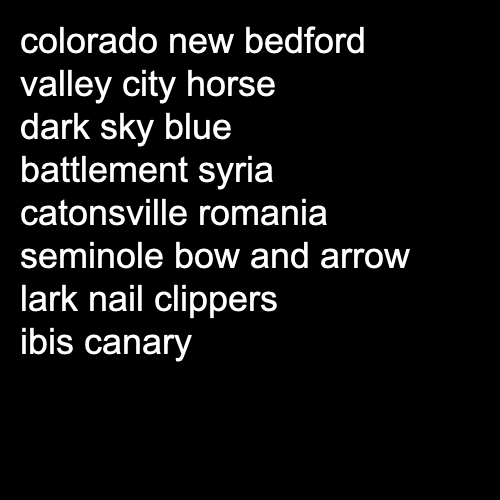 colorado new bedford
valley city horse
dark sky blue
battlement syria
catonsville romania
seminole bow and arrow
lark nail clippers
ibis canary